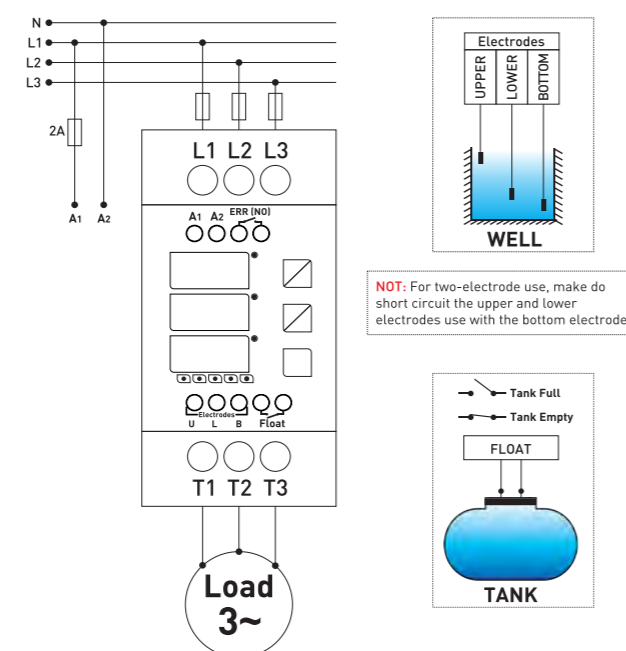 N
L1
L2
L3
2A
A1 A2
L1 L2 L3
A1 A2 ERR (NO)
Electrodes
Float
U L B
T1 T2 T3
Load
3~
Electrodes
UPPER
LOWER
BOTTOM
WELL
NOT: For two-electrode use, make do
short circuit the upper and lower
electrodes use with the bottom electrode
Tank Full
Tank Empty
FLOAT
TANK